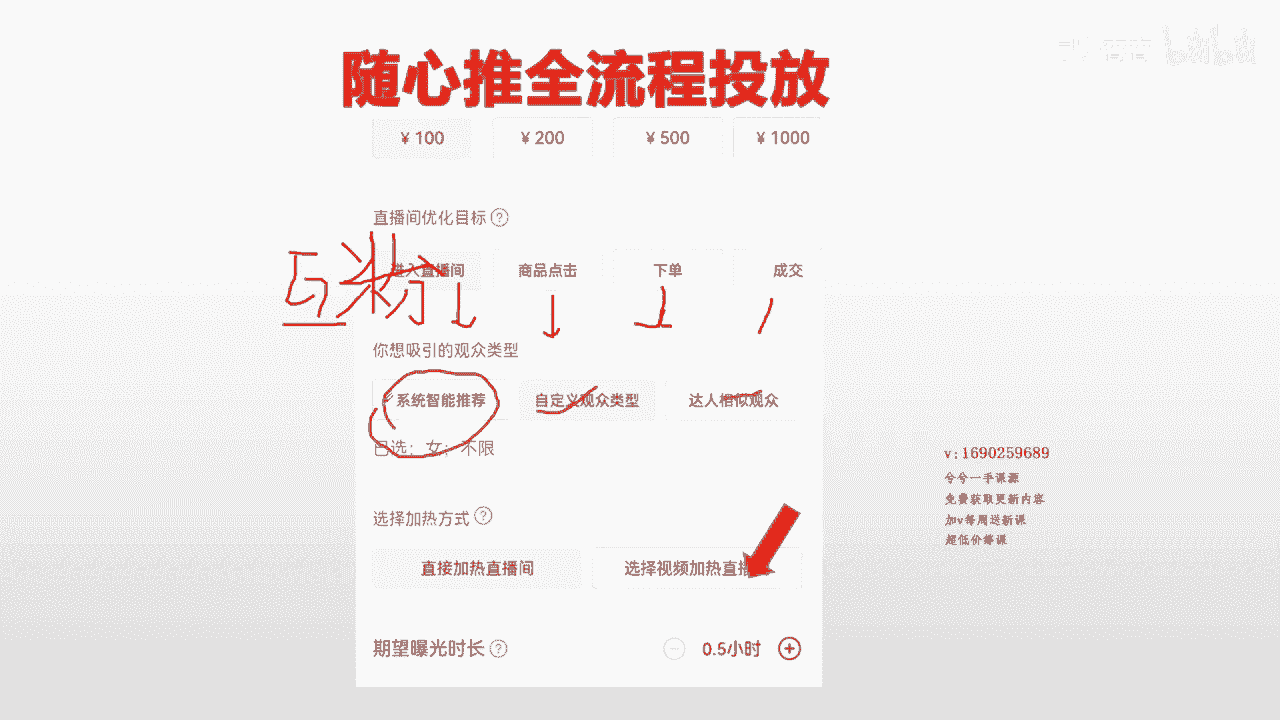 随心推全流程投放
¥ 100 ¥ 200 ¥ 500 ¥ 1000
直播间优化目标 ?
进入直播间 商品点击 下单 成交
你想吸引的观众类型
系统智能推荐 自定义观众类型 达人相似观众
已选：女；不限
v:1690259689
兮兮一手课源
免费获取更新内容
加v每周送新课
超低价修课
选择加热方式 ?
直接加热直播间 选择视频加热直播
期望曝光时长 ? 0.5小时